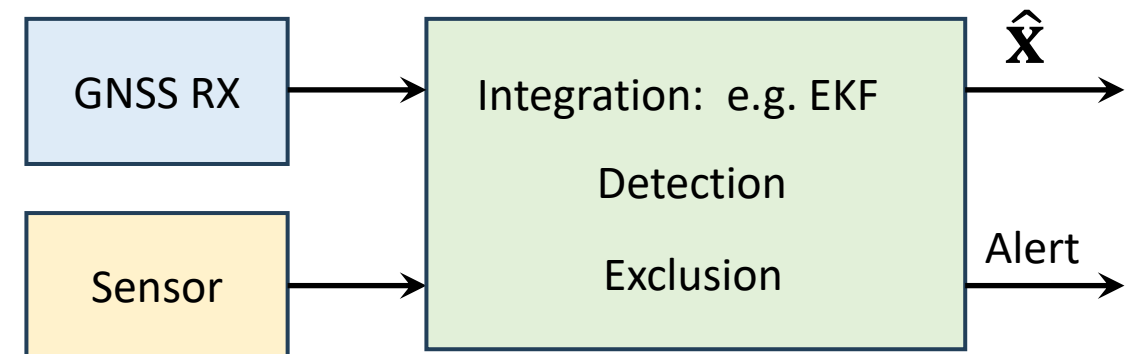 GNSS RX
Sensor
Integration: e.g. EKF
Detection
Exclusion
x̂
Alert